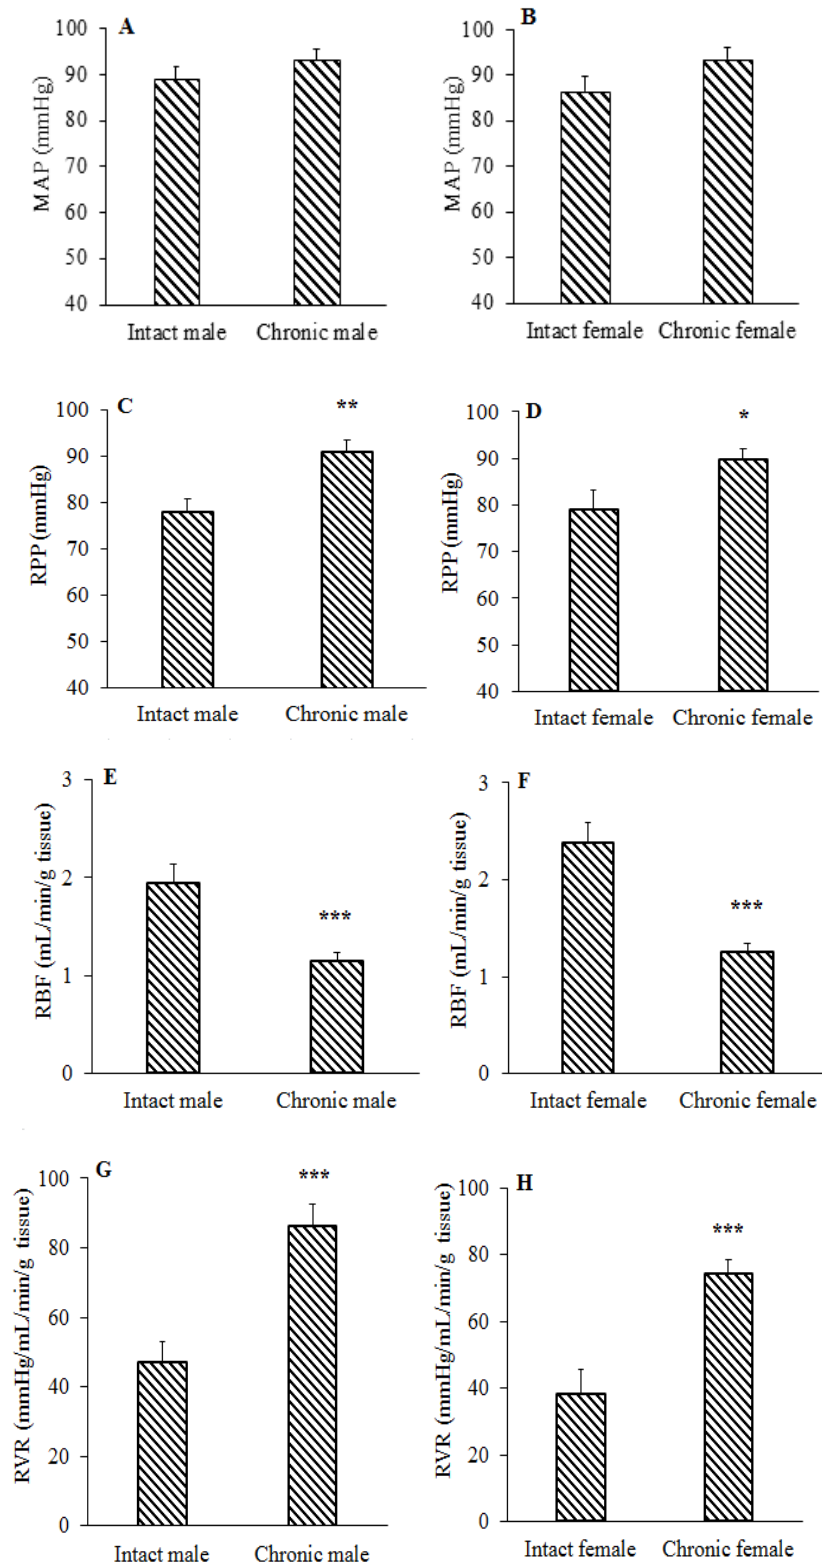 A
MAP (mmHg)
100
90
80
70
60
50
40
Intact male
Chronic male
B
MAP (mmHg)
100
90
80
70
60
50
40
Intact female
Chronic female
C
RPP (mmHg)
100
90
80
70
60
50
40
**
Intact male
Chronic male
D
RPP (mmHg)
100
90
80
70
60
50
40
*
Intact female
Chronic female
E
RBF (mL/min/g tissue)
3
2
1
0
***
Intact male
Chronic male
F
RBF (mL/min/g tissue)
3
2
1
0
***
Intact female
Chronic female
G
RVR (mmHg/mL/min/g tissue)
100
80
60
40
20
0
***
Intact male
Chronic male
H
RVR (mmHg/mL/min/g tissue)
100
80
60
40
20
0
***
Intact female
Chronic female